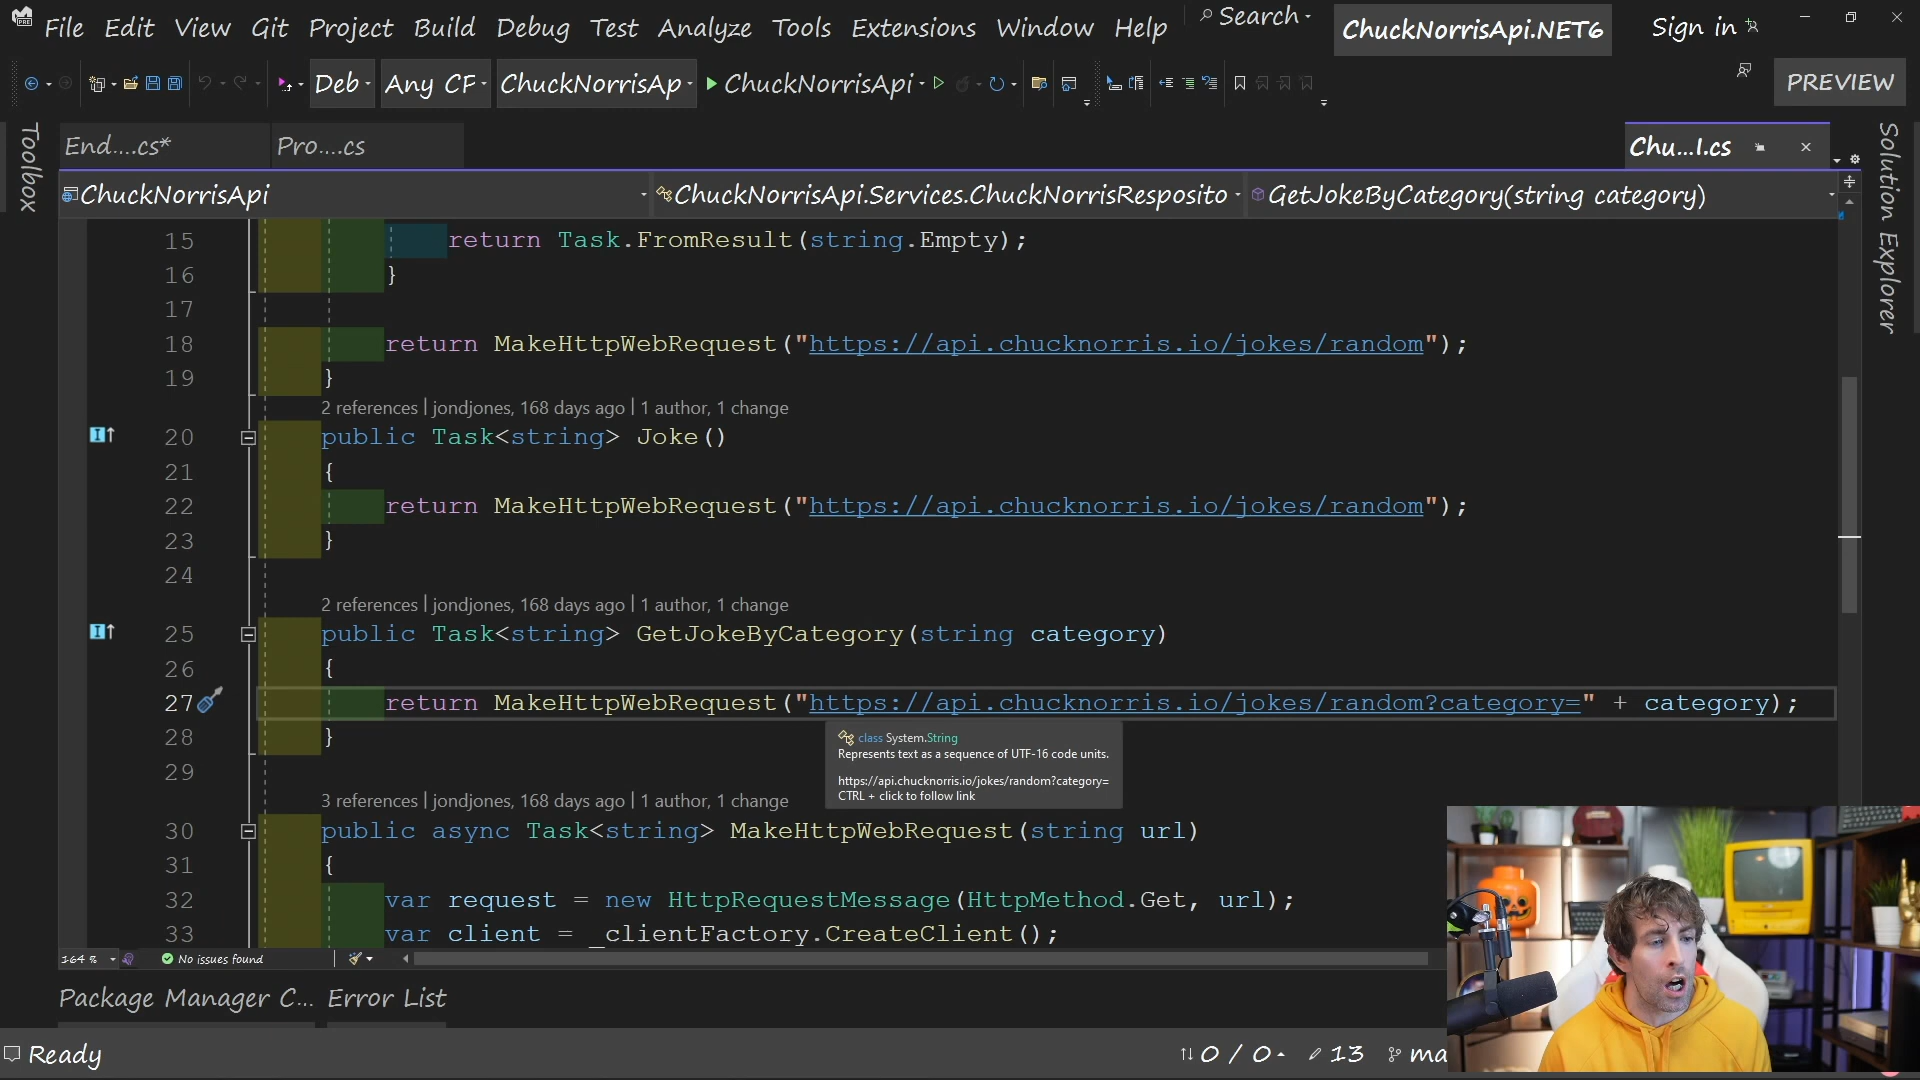 File Edit View Git Project Build Debug Test Analyze Tools Extensions Window Help Search ChuckNorrisApi.NET6 Sign in
Deb Any CF ChuckNorrisAp ChuckNorrisApi PREVIEW
Toolbox
End....cs* Pro....cs Chu...I.cs
Solution Explorer
ChuckNorrisApi ChuckNorrisApi.Services.ChuckNorrisResposito GetJokeByCategory(string category)
15 return Task.FromResult(string.Empty);
16 }
17
18 return MakeHttpWebRequest("https://api.chucknorris.io/jokes/random");
19 }
2 references | jondjones, 168 days ago | 1 author, 1 change
20 public Task<string> Joke()
21 {
22 return MakeHttpWebRequest("https://api.chucknorris.io/jokes/random");
23 }
24
2 references | jondjones, 168 days ago | 1 author, 1 change
25 public Task<string> GetJokeByCategory(string category)
26 {
27 return MakeHttpWebRequest("https://api.chucknorris.io/jokes/random?category=" + category);
28 }
class System.String
Represents text as a sequence of UTF-16 code units.
https://api.chucknorris.io/jokes/random?category=
CTRL + click to follow link
29
3 references | jondjones, 168 days ago | 1 author, 1 change
30 public async Task<string> MakeHttpWebRequest(string url)
31 {
32 var request = new HttpRequestMessage(HttpMethod.Get, url);
33 var client = _clientFactory.CreateClient();
164 % No issues found
Package Manager C... Error List
Ready 0 / 0 13 ma